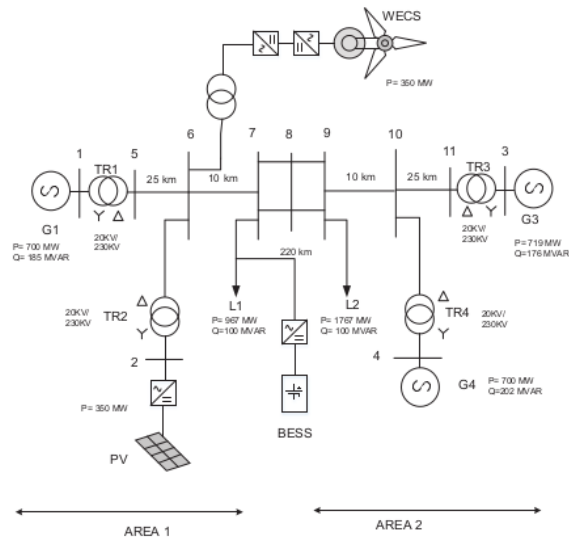 WECS
P= 350 MW
6
7
8
9
10
1
TR1
5
25 km
10 km
10 km
25 km
11
TR3
3
G1
20KV/
230KV
P= 700 MW
Q= 185 MVAR
20KV/
230KV
G3
P=719 MW
Q=176 MVAR
220 km
20KV/
230KV
TR2
L1
P= 967 MW
Q=100 MVAR
L2
P= 1767 MW
Q= 100 MVAR
TR4
20KV/
230KV
2
4
G4
P= 700 MW
Q=202 MVAR
P= 350 MW
BESS
PV
AREA 1
AREA 2